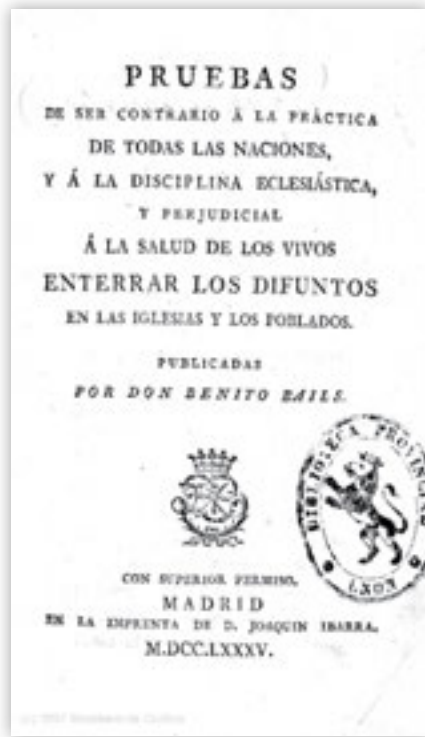 PRUEBAS
DE SER CONTRARIO Á LA PRÁCTICA
DE TODAS LAS NACIONES,
Y Á LA DISCIPLINA ECLESIÁSTICA,
Y PERJUDICIAL
Á LA SALUD DE LOS VIVOS
ENTERRAR LOS DIFUNTOS
EN LAS IGLESIAS Y LOS POBLADOS.
PUBLICADAS
POR DON BENITO BAILS.
BIBLIOTECA PROVINCIAL
LEON
CON SUPERIOR PERMISO.
MADRID
EN LA IMPRENTA DE D. JOAQUIN IBARRA.
M.DCC.LXXXV.